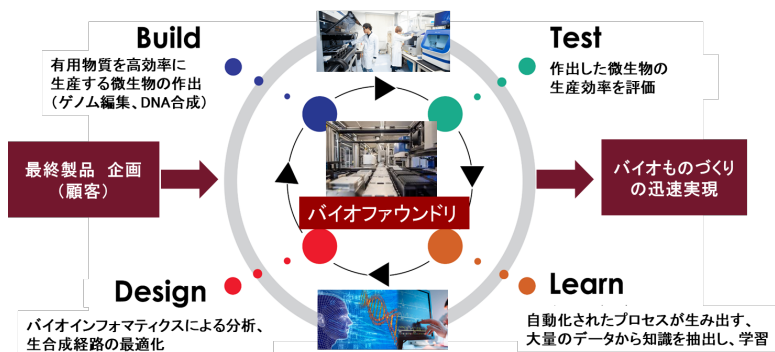 Build
有用物質を高効率に
生産する微生物の作出
(ゲノム編集、DNA合成)
Test
作出した微生物の
生産効率を評価
最終製品 企画
(顧客)
バイオファウンドリ
バイオものづくり
の迅速実現
Design
バイオインフォマティクスによる分析、
生合成経路の最適化
Learn
自動化されたプロセスが生み出す、
大量のデータから知識を抽出し、学習